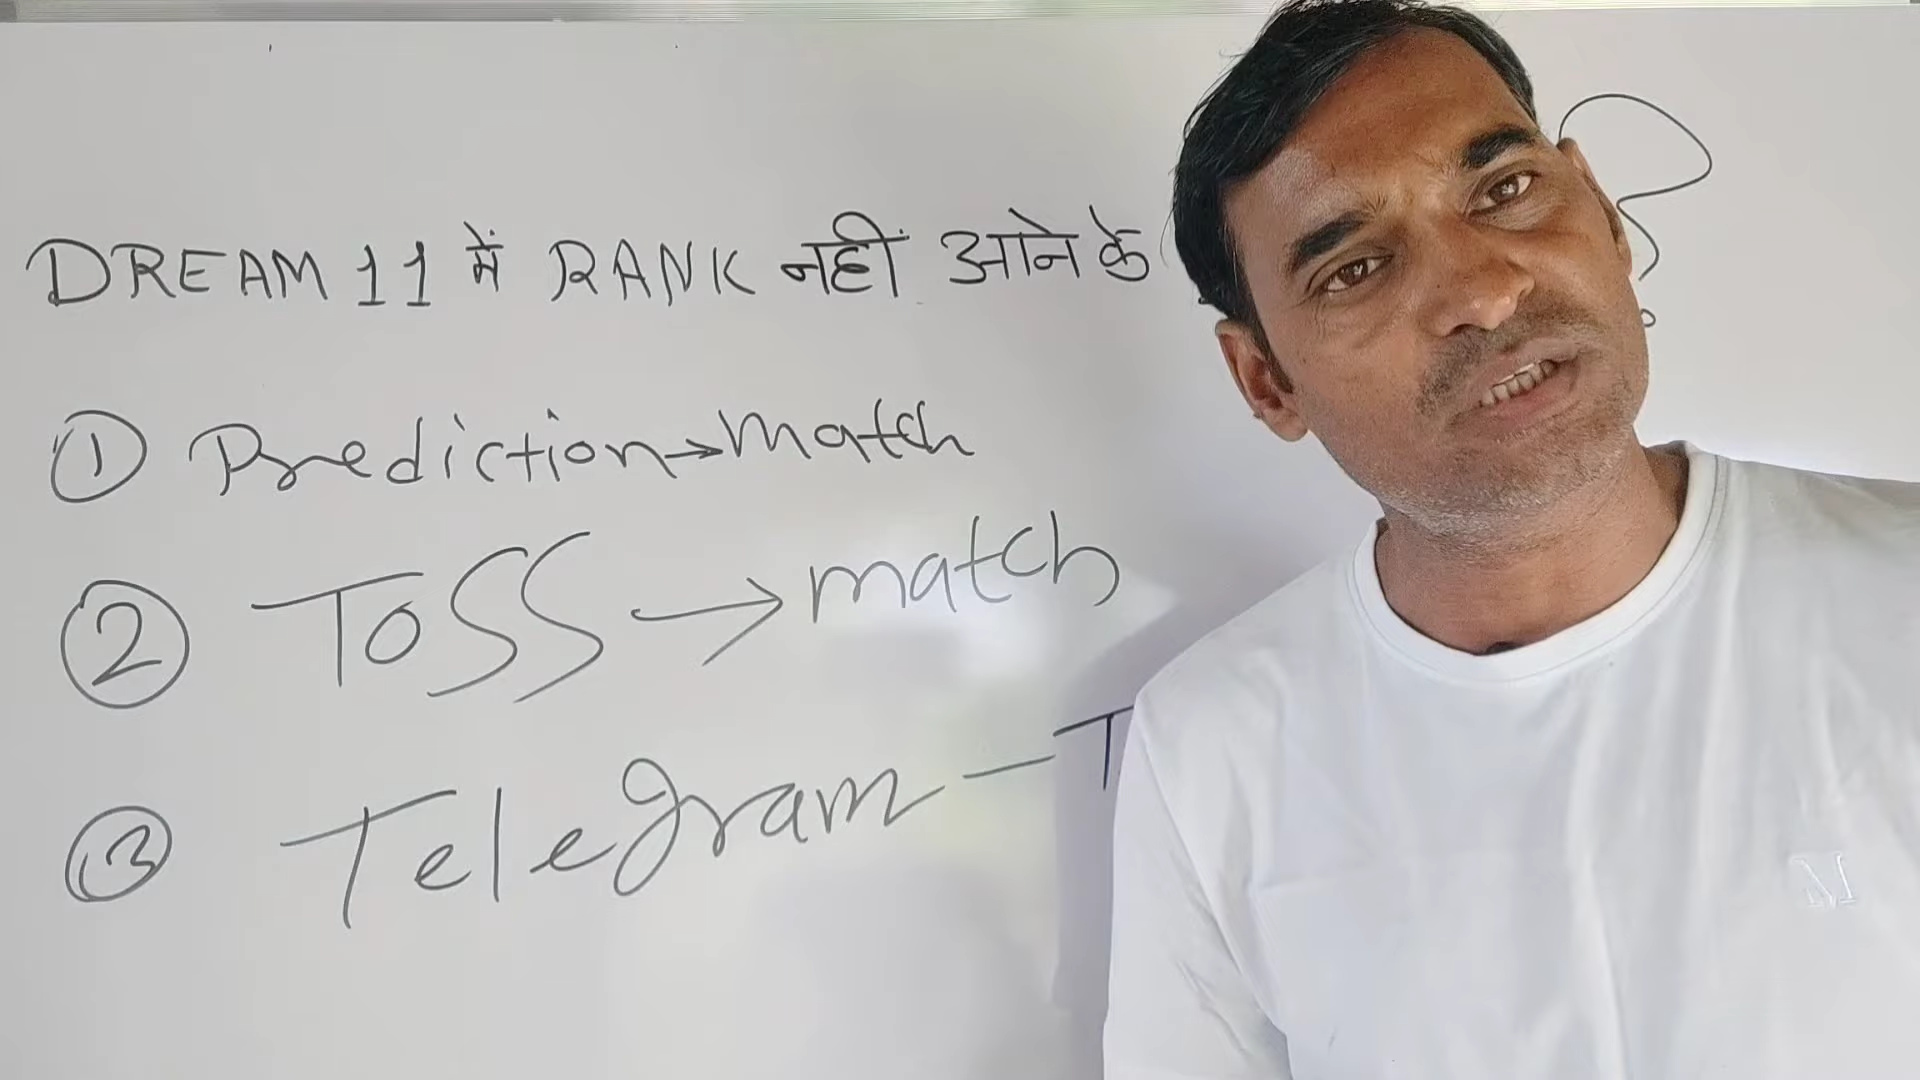 DREAM 11 में RANK नहीं आने के ?
① Prediction → Match
② TOSS → match
③ Telegram - T
M